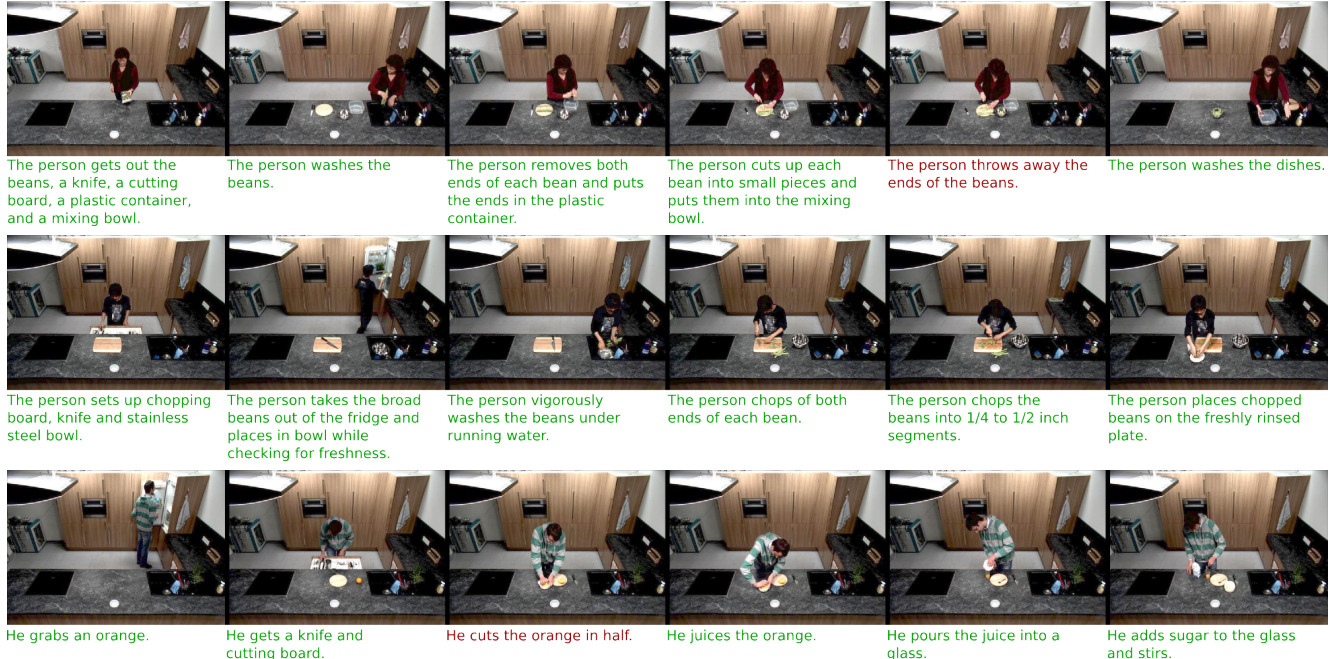 The person gets out the
beans, a knife, a cutting
board, a plastic container,
and a mixing bowl.
The person washes the
beans.
The person removes both
ends of each bean and puts
the ends in the plastic
container.
The person cuts up each
bean into small pieces and
puts them into the mixing
bowl.
The person throws away the
ends of the beans.
The person washes the dishes.
The person sets up chopping
board, knife and stainless
steel bowl.
The person takes the broad
beans out of the fridge and
places in bowl while
checking for freshness.
The person vigorously
washes the beans under
running water.
The person chops of both
ends of each bean.
The person chops the
beans into 1/4 to 1/2 inch
segments.
The person places chopped
beans on the freshly rinsed
plate.
He grabs an orange.
He gets a knife and
cutting board.
He cuts the orange in half.
He juices the orange.
He pours the juice into a
glass.
He adds sugar to the glass
and stirs.